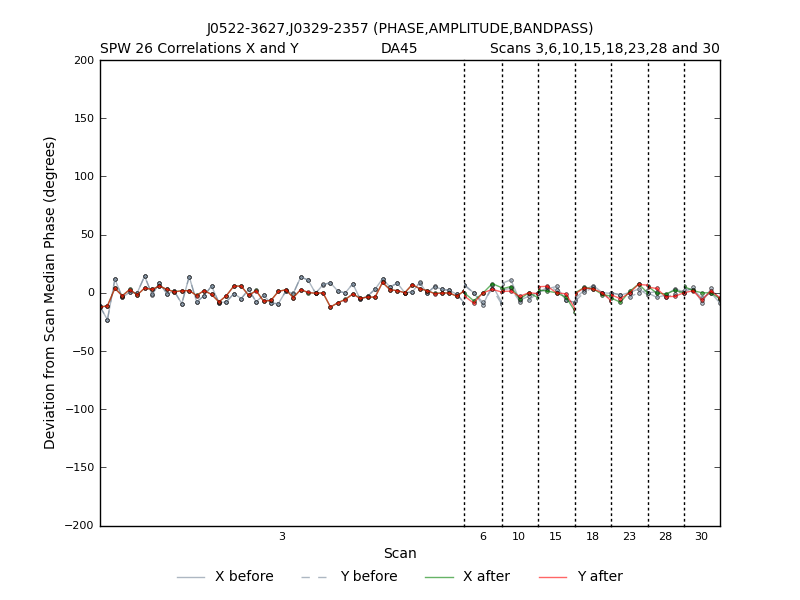 J0522-3627,J0329-2357 (PHASE,AMPLITUDE,BANDPASS)
SPW 26 Correlations X and Y DA45 Scans 3,6,10,15,18,23,28 and 30
200
150
100
50
0
−50
−100
−150
−200
Deviation from Scan Median Phase (degrees)
3 6 10 15 18 23 28 30
Scan
X before Y before X after Y after